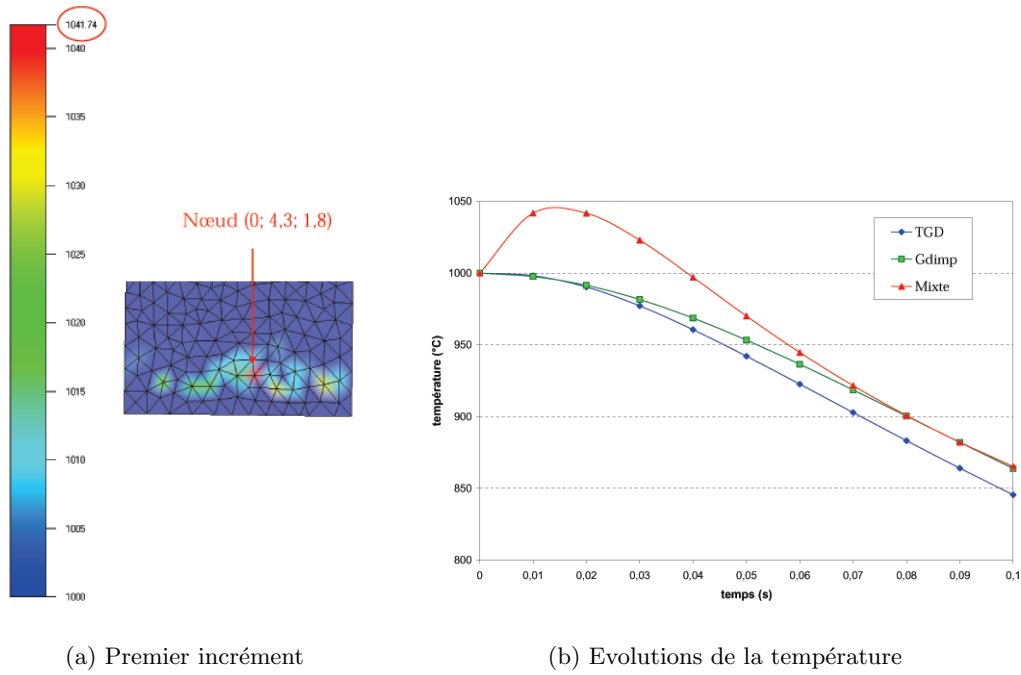 1041.74
1040
1035
1030
1025
1020
1015
1010
1005
1000
Nœud (0; 4,3; 1,8)
(a) Premier incrément
1050
1000
950
900
850
800
température (°C)
0 0,01 0,02 0,03 0,04 0,05 0,06 0,07 0,08 0,09 0,1
temps (s)
TGD
Gdimp
Mixte
(b) Evolutions de la température